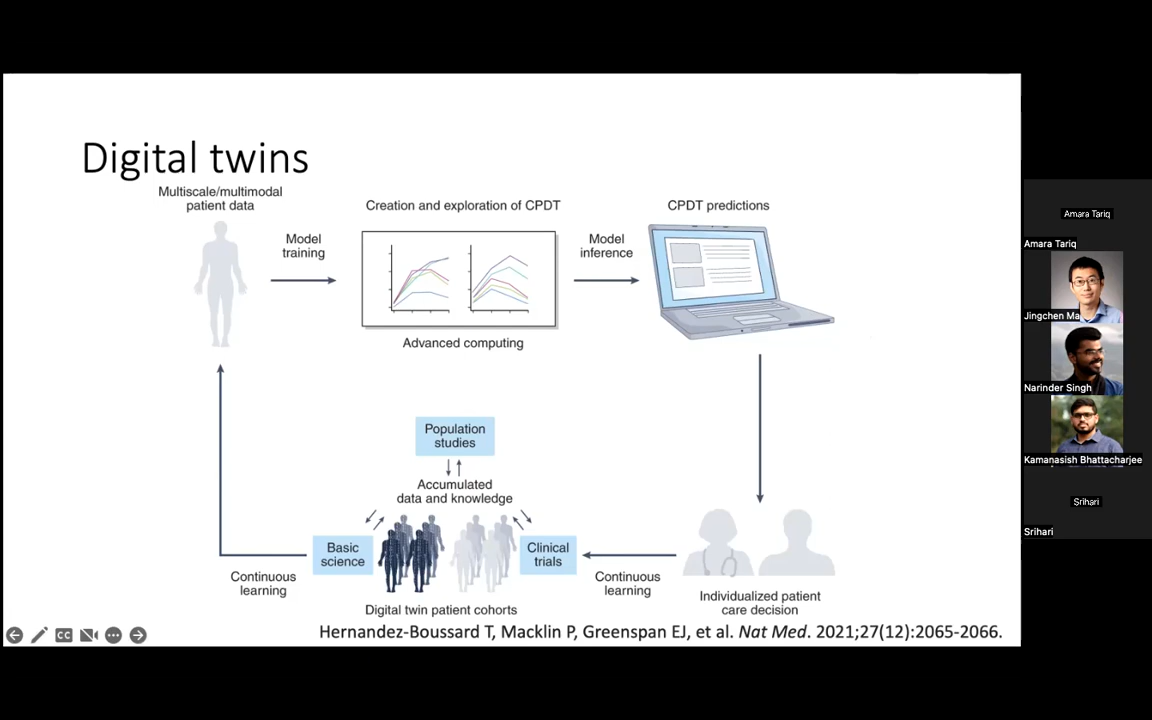 Digital twins
Multiscale/multimodal
patient data
Model
training
Creation and exploration of CPDT
Advanced computing
Model
inference
CPDT predictions
Population
studies
Accumulated
data and knowledge
Basic
science
Clinical
trials
Continuous
learning
Digital twin patient cohorts
Continuous
learning
Individualized patient
care decision
Hernandez-Boussard T, Macklin P, Greenspan EJ, et al. Nat Med. 2021;27(12):2065-2066.
CC
Amara Tariq
Amara Tariq
Jingchen Ma
Narinder Singh
Kamanasish Bhattacharjee
Srihari
Srihari